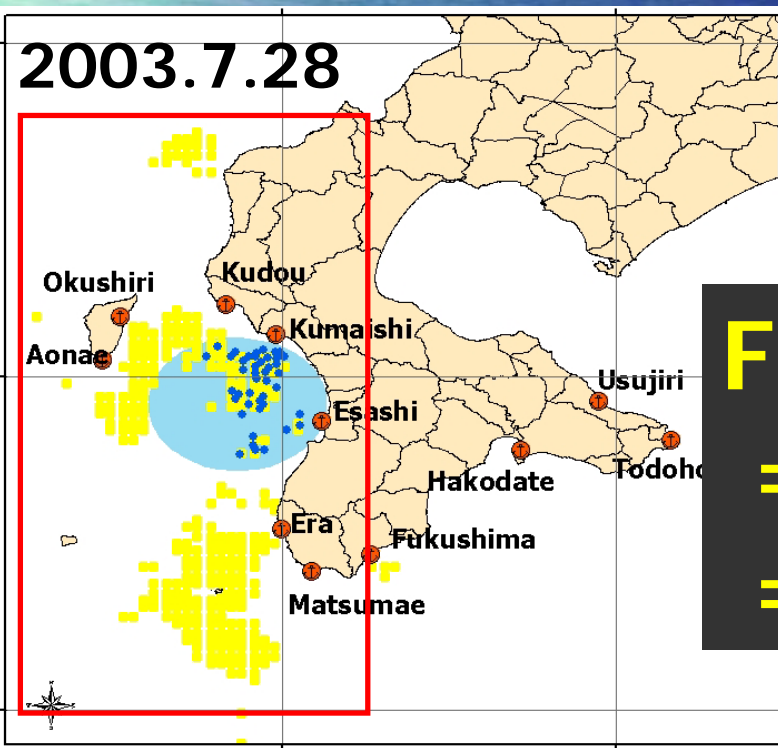 2003.7.28
Okushiri
Kudou
Kumaishi
Aonae
Usujiri
F
Esashi
Hakodate
=
Era
Fukushima
=
Matsumae